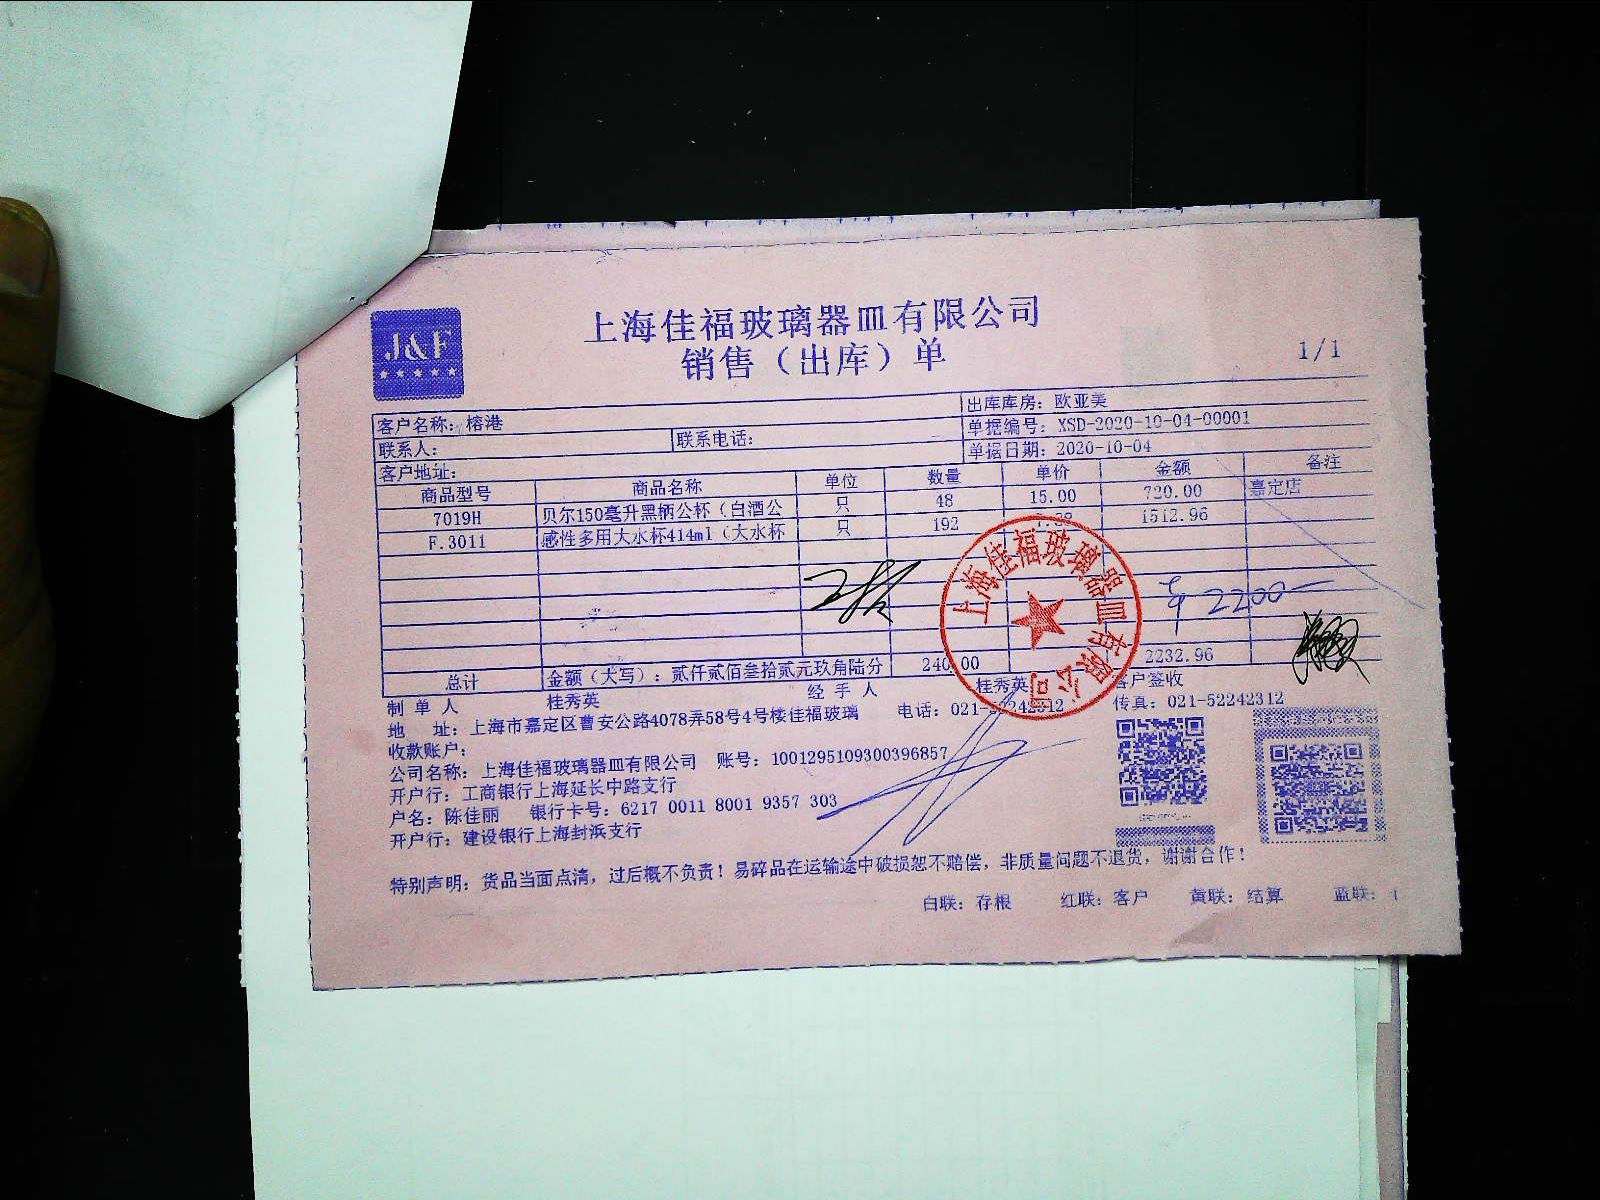 J&F
上海佳福玻璃器皿有限公司
销售（出库）单
1/1
客户名称：榕港
出库库房：欧亚美
联系人：
联系电话：
单据编号：XSD-2020-10-04-00001
客户地址：
单据日期：2020-10-04
商品型号 商品名称 单位 数量 单价 金额 备注
7019H 贝尔150毫升黑柄公杯（白酒公 只 48 15.00 720.00 嘉定店
F.3011 感性多用大水杯414ml（大水杯 只 192 1512.96
2200
总计 金额（大写）：贰仟贰佰叁拾贰元玖角陆分 240.00 2232.96
制单人 桂秀英 经手人 桂秀英 客户签收
地 址：上海市嘉定区曹安公路4078弄58号4号楼佳福玻璃 电话：021-52242312 传真：021-52242312
收款账户：
公司名称：上海佳福玻璃器皿有限公司 账号：1001295109300396857
开户行：工商银行上海延长中路支行
户名：陈佳丽 银行卡号：6217 0011 8001 9357 303
开户行：建设银行上海封浜支行
特别声明：货品当面点清，过后概不负责！易碎品在运输途中破损恕不赔偿，非质量问题不退货，谢谢合作！
白联：存根 红联：客户 黄联：结算 蓝联：
上海佳福玻璃器皿有限公司